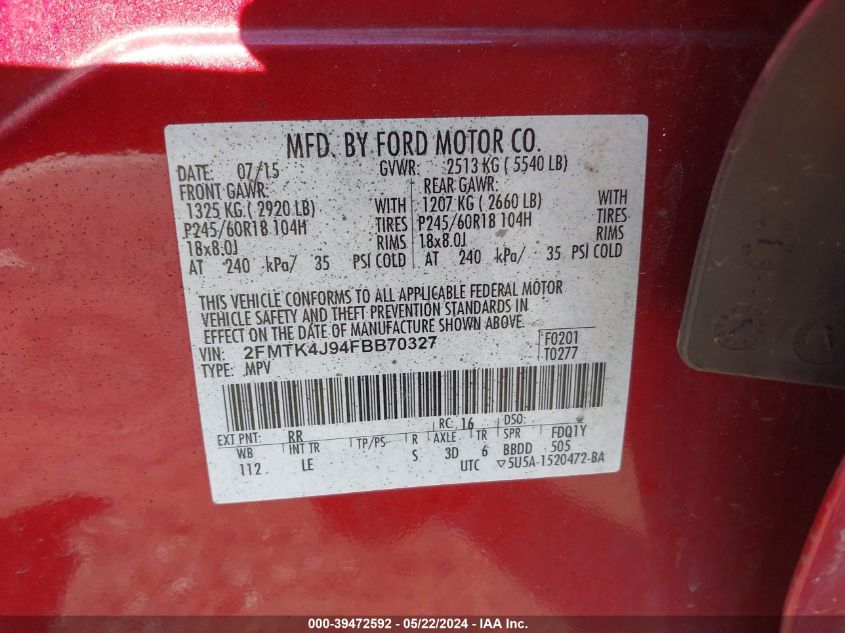 MFD. BY FORD MOTOR CO.
DATE: 07/15 GVWR: 2513 KG ( 5540 LB)
FRONT GAWR: REAR GAWR:
1325 KG ( 2920 LB) WITH 1207 KG ( 2660 LB) WITH
P245/60R18 104H TIRES P245/60R18 104H TIRES
18x8.0J RIMS 18x8.0J RIMS
AT 240 kPa/ 35 PSI COLD AT 240 kPa/ 35 PSI COLD
THIS VEHICLE CONFORMS TO ALL APPLICABLE FEDERAL MOTOR
VEHICLE SAFETY AND THEFT PREVENTION STANDARDS IN
EFFECT ON THE DATE OF MANUFACTURE SHOWN ABOVE.
VIN: 2FMTK4J94FBB70327 F0201
TYPE: MPV T0277
EXT PNT: RR RC: 16 DSO:
WB INT TR TP/PS R AXLE TR SPR FDQ1Y
112 LE S 3D 6 BBDD 505
UTC ▽5U5A-1520472-BA
000-39472592 - 05/22/2024 - IAA Inc.